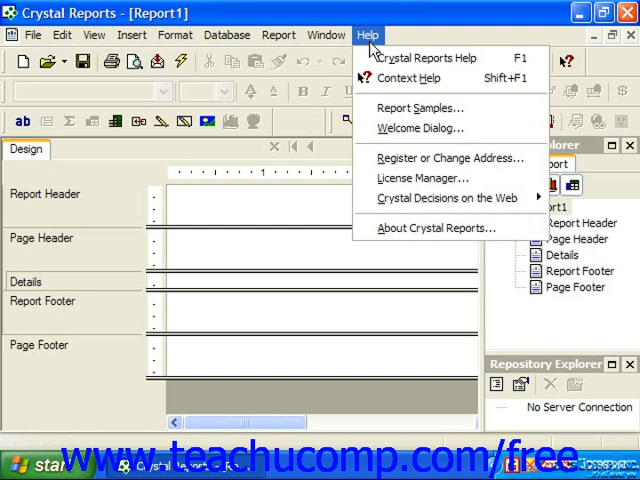 Crystal Reports - [Report1]
File Edit View Insert Format Database Report Window Help
Crystal Reports Help F1
Context Help Shift+F1
Report Samples...
Welcome Dialog...
Register or Change Address...
License Manager...
Crystal Decisions on the Web
About Crystal Reports...
Design
Report Header
Page Header
Details
Report Footer
Page Footer
Report Header
Page Header
Details
Report Footer
Page Footer
Repository Explorer
No Server Connection
start
www.teachucomp.com/free